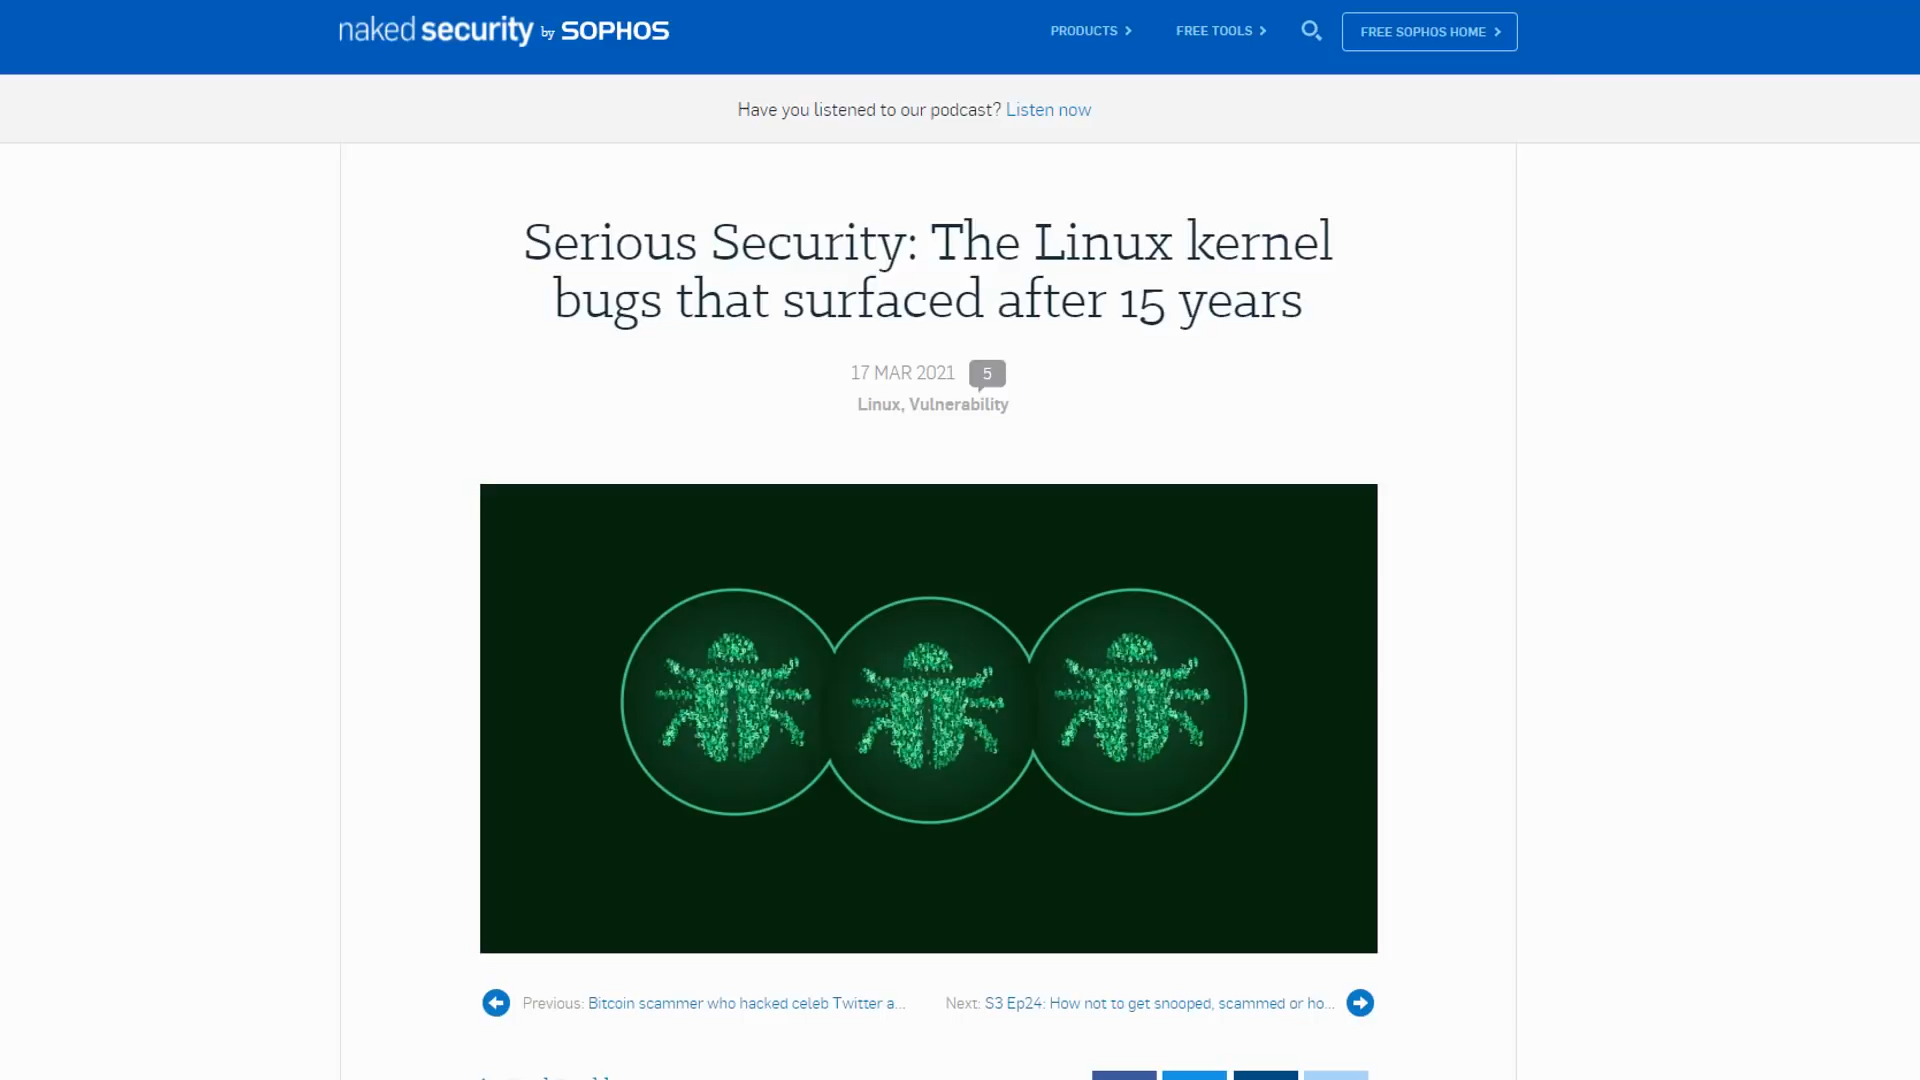 naked security by SOPHOS
PRODUCTS
FREE TOOLS
FREE SOPHOS HOME
Have you listened to our podcast? Listen now
Serious Security: The Linux kernel
bugs that surfaced after 15 years
17 MAR 2021 5
Linux, Vulnerability
Previous: Bitcoin scammer who hacked celeb Twitter a...
Next: S3 Ep24: How not to get snooped, scammed or ho...